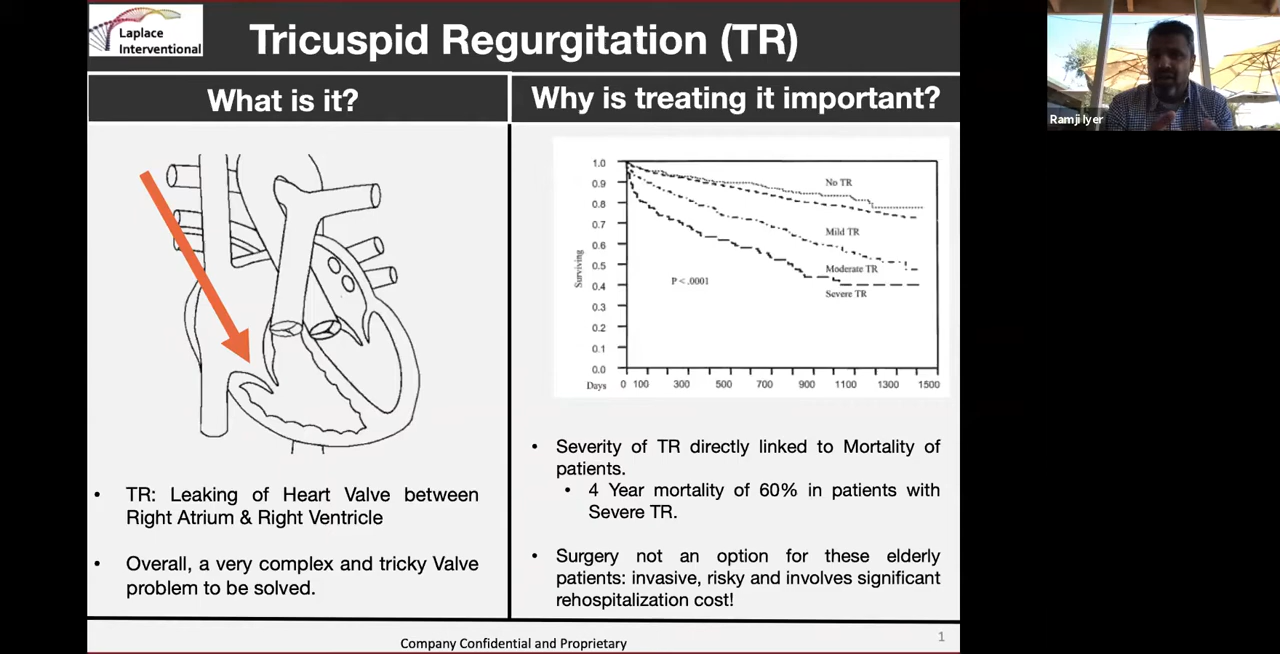 Laplace
Interventional
Tricuspid Regurgitation (TR)
What is it?
Why is treating it important?
Ramji Iyer
1.0
0.9
0.8
0.7
0.6
0.5
0.4
0.3
0.2
0.1
0.0
Surviving
No TR
Mild TR
Moderate TR
Severe TR
P < .0001
Days 0 100 300 500 700 900 1100 1300 1500
• TR: Leaking of Heart Valve between
Right Atrium & Right Ventricle
• Overall, a very complex and tricky Valve
problem to be solved.
• Severity of TR directly linked to Mortality of
patients.
• 4 Year mortality of 60% in patients with
Severe TR.
• Surgery not an option for these elderly
patients: invasive, risky and involves significant
rehospitalization cost!
Company Confidential and Proprietary
1